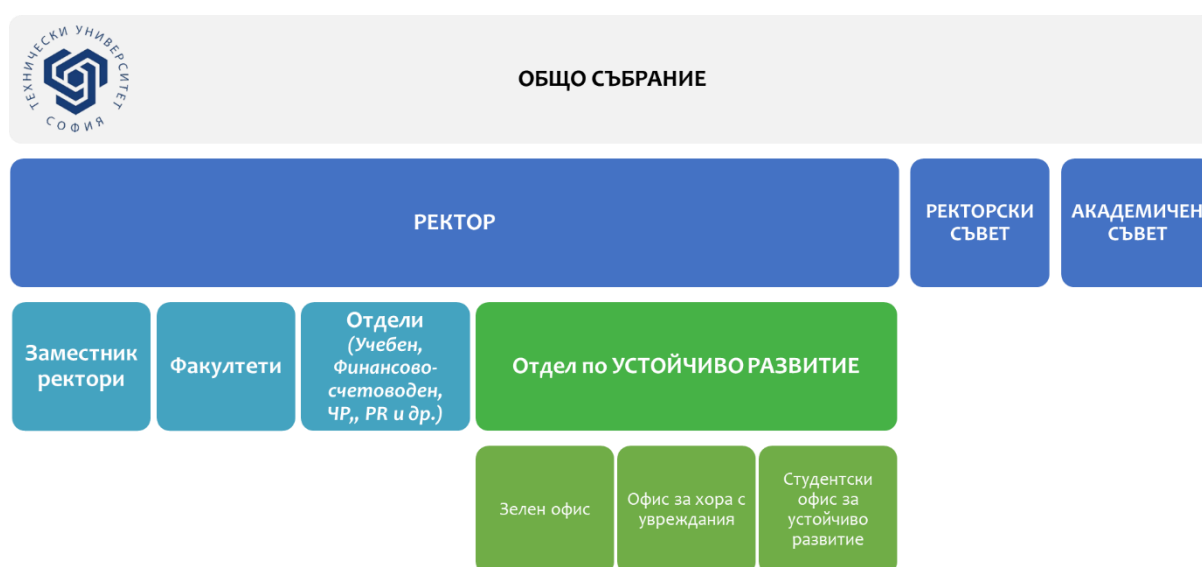 ТЕХНИЧЕСКИ УНИВЕРСИТЕТ
СОФИЯ
ОБЩО СЪБРАНИЕ
РЕКТОР
РЕКТОРСКИ
СЪВЕТ
АКАДЕМИЧЕН
СЪВЕТ
Заместник
ректори
Факултети
Отдели
(Учебен,
Финансово-
счетоводен,
ЧР,, PR и др.)
Отдел по УСТОЙЧИВО РАЗВИТИЕ
Зелен офис
Офис за хора с
увреждания
Студентски
офис за
устойчиво
развитие